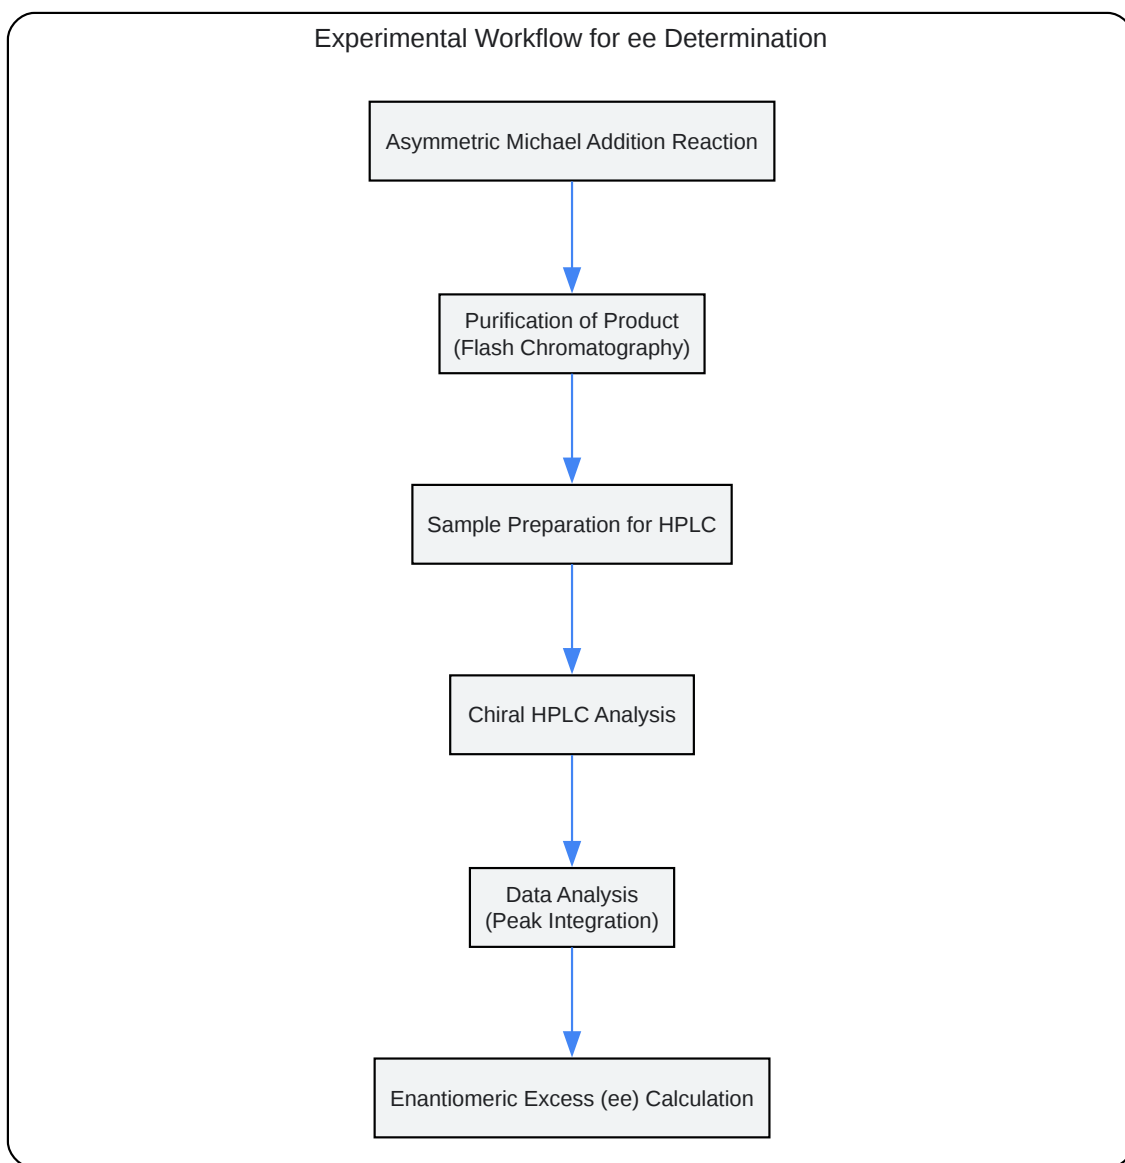 Experimental Workflow for ee Determination
Asymmetric Michael Addition Reaction
Purification of Product
(Flash Chromatography)
Sample Preparation for HPLC
Chiral HPLC Analysis
Data Analysis
(Peak Integration)
Enantiomeric Excess (ee) Calculation